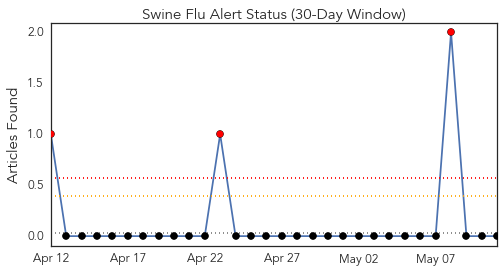 Swine Flu Alert Status (30-Day Window)
Articles Found
2.0
1.5
1.0
0.5
0.0
Apr 12 Apr 17 Apr 22 Apr 27 May 02 May 07